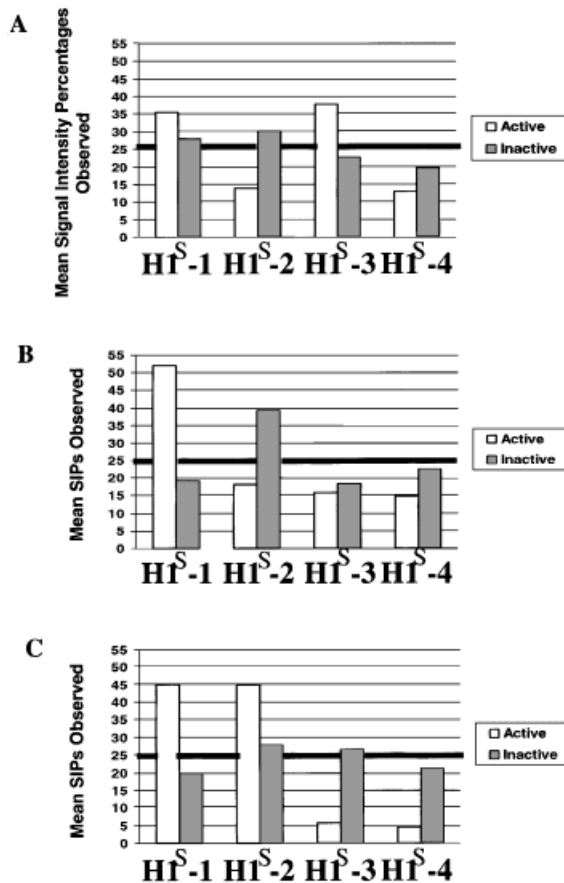 A
Mean Signal Intensity Percentages
Observed
55
50
45
40
35
30
25
20
15
10
5
0
H1S-1 H1S-2 H1S-3 H1S-4
Active
Inactive
B
Mean SIPs Observed
55
50
45
40
35
30
25
20
15
10
5
0
H1S-1 H1S-2 H1S-3 H1S-4
Active
Inactive
C
Mean SIPs Observed
55
50
45
40
35
30
25
20
15
10
5
0
H1S-1 H1S-2 H1S-3 H1S-4
Active
Inactive